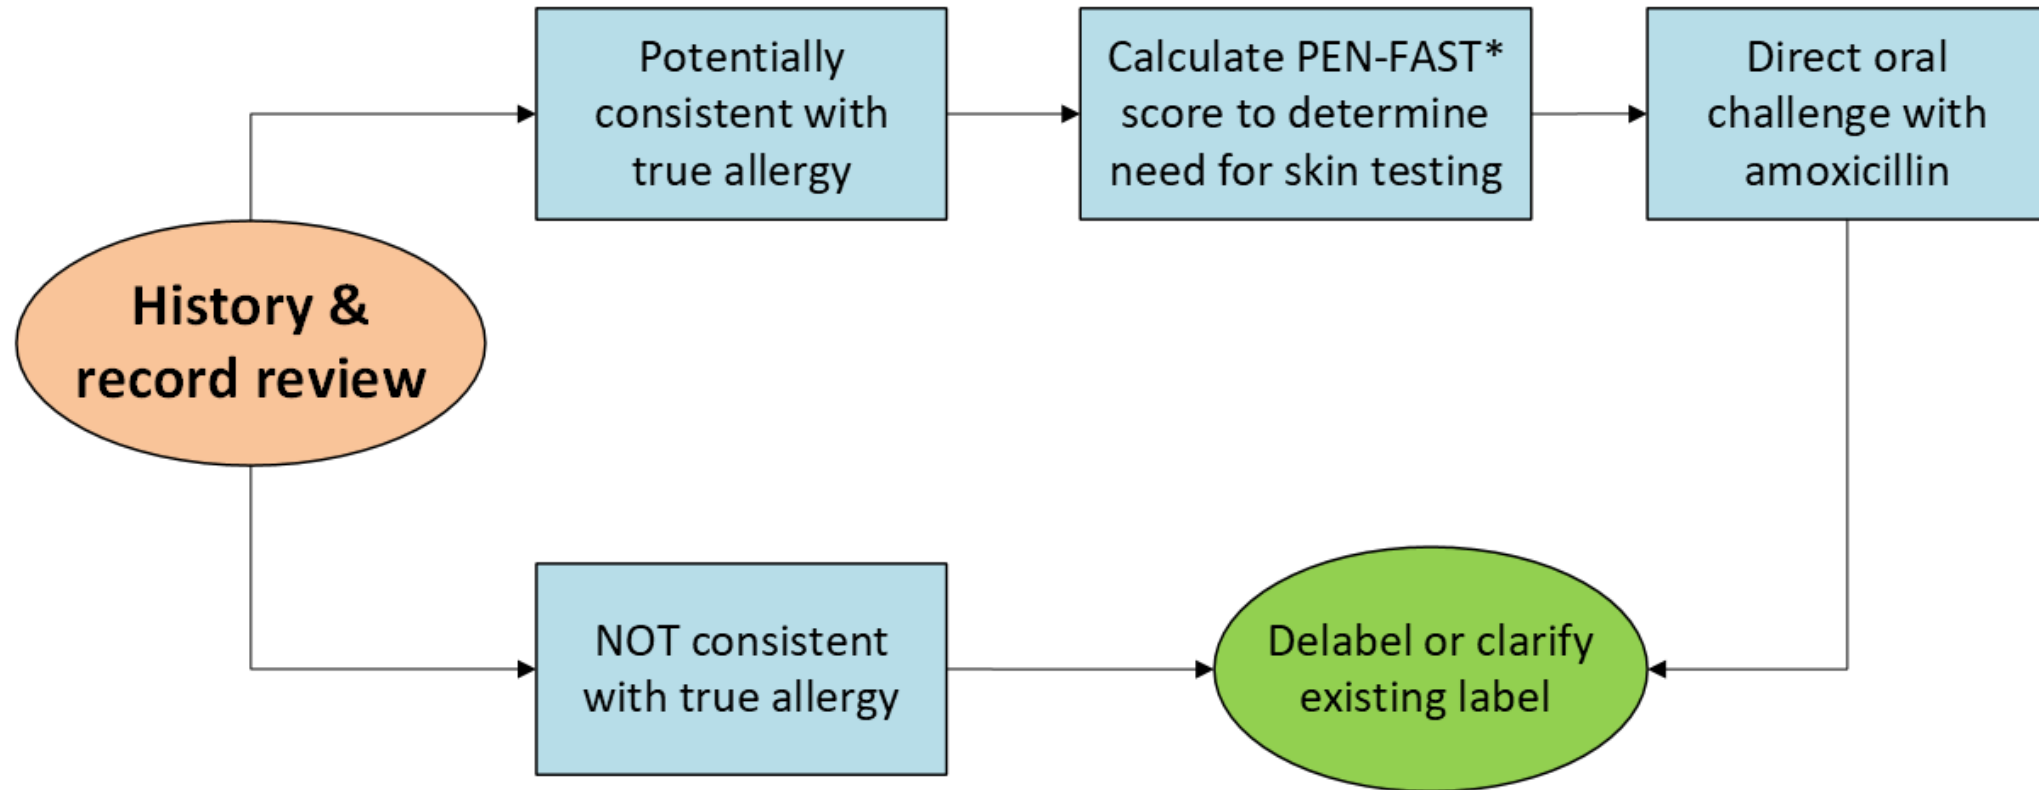 History &
record review
Potentially
consistent with
true allergy
Calculate PEN-FAST*
score to determine
need for skin testing
Direct oral
challenge with
amoxicillin
NOT consistent
with true allergy
Delabel or clarify
existing label